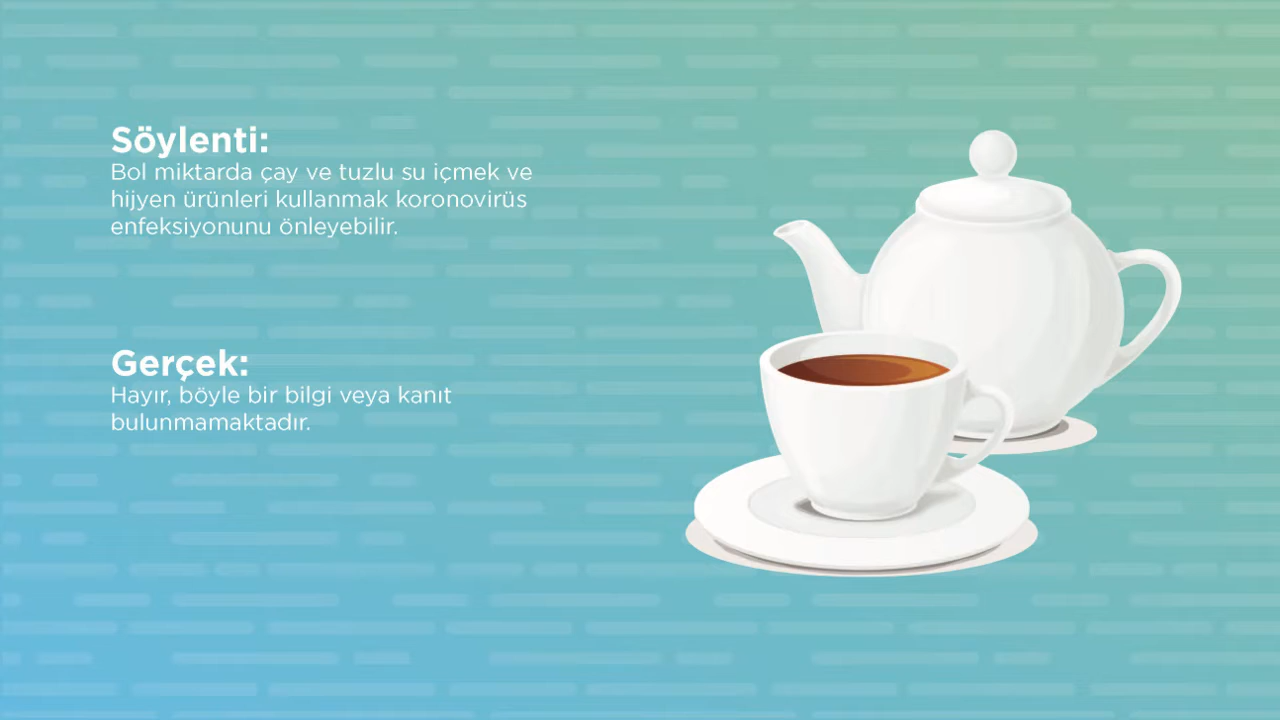 Söylenti:
Bol miktarda çay ve tuzlu su içmek ve
hijyen ürünleri kullanmak koronovirüs
enfeksiyonunu önleyebilir.
Gerçek:
Hayır, böyle bir bilgi veya kanıt
bulunmamaktadır.